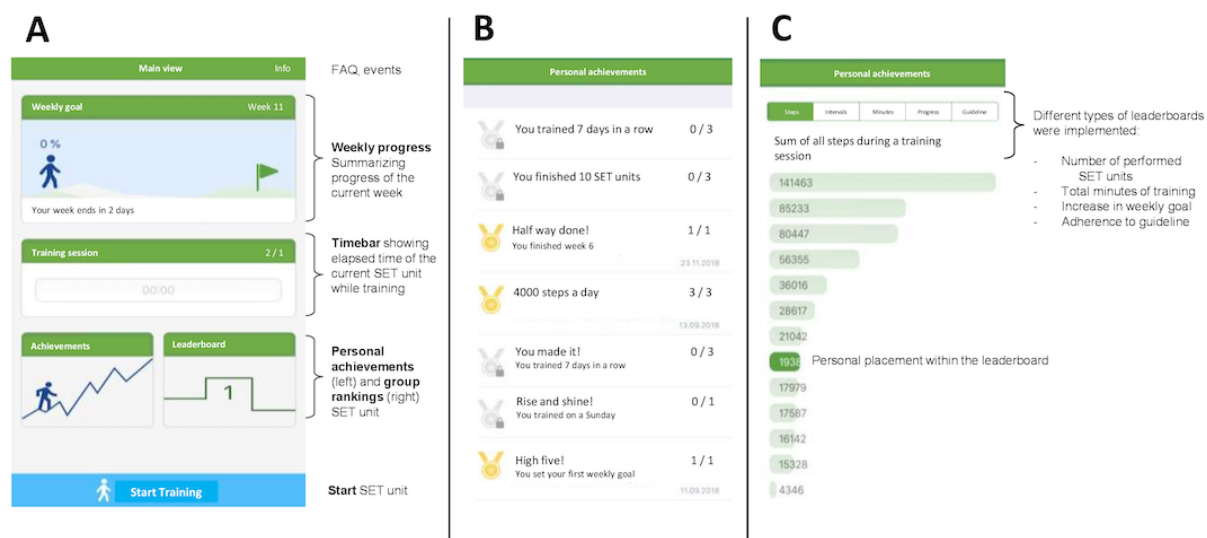 A
Main view
Info
FAQ, events
Weekly goal
Week 11
0 %
Your week ends in 2 days
Weekly progress
Summarizing
progress of the
current week
Training session
2 / 1
00:00
Timebar showing
elapsed time of the
current SET unit
while training
Achievements
Leaderboard
1
Personal
achievements
(left) and group
rankings (right)
SET unit
Start Training
Start SET unit
B
Personal achievements
You trained 7 days in a row
0 / 3
You finished 10 SET units
0 / 3
Half way done!
1 / 1
You finished week 6
23.11.2018
4000 steps a day
3 / 3
13.09.2018
You made it!
0 / 3
You trained 7 days in a row
Rise and shine!
0 / 1
You trained on a Sunday
High five!
1 / 1
You set your first weekly goal
11.09.2018
C
Personal achievements
Steps
Intervals
Minutes
Progress
Guideline
Sum of all steps during a training
session
141463
85233
80447
56355
36016
28617
21042
Personal placement within the leaderboard
17979
17587
16142
15328
4346
Different types of leaderboards
were implemented:
- Number of performed
SET units
- Total minutes of training
- Increase in weekly goal
- Adherence to guideline